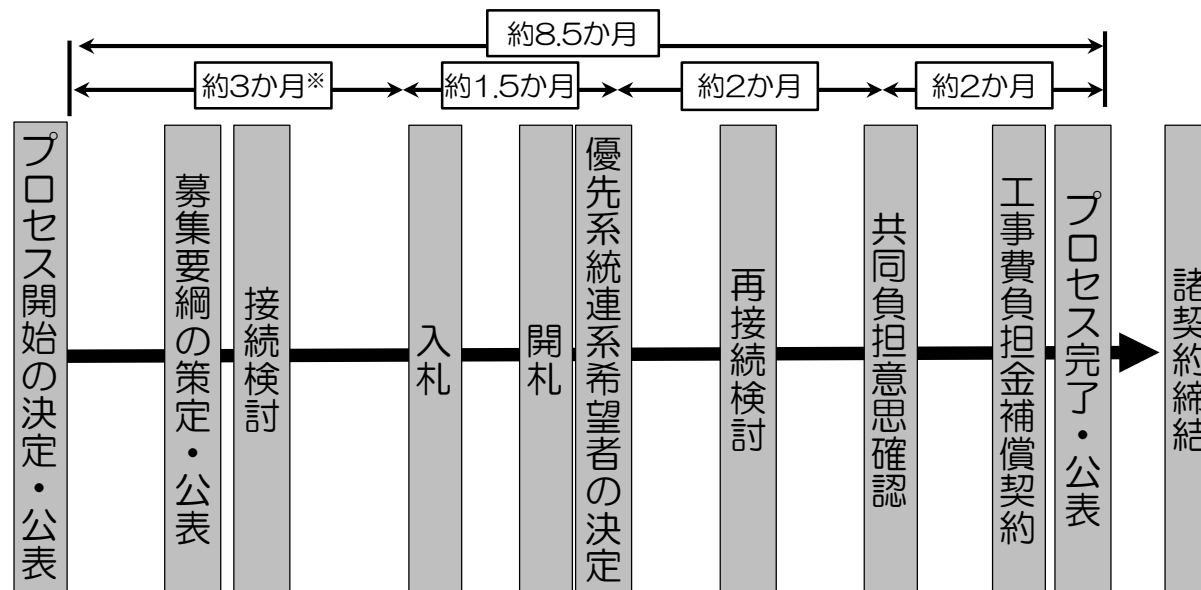 約8.5か月
約3か月※
約1.5か月
約2か月
約2か月
プロセス開始の決定・公表
募集要綱の策定・公表
接続検討
入札
開札
優先系統連系希望者の決定
再接続検討
共同負担意思確認
工事費負担金補償契約
プロセス完了・公表
諸契約締結